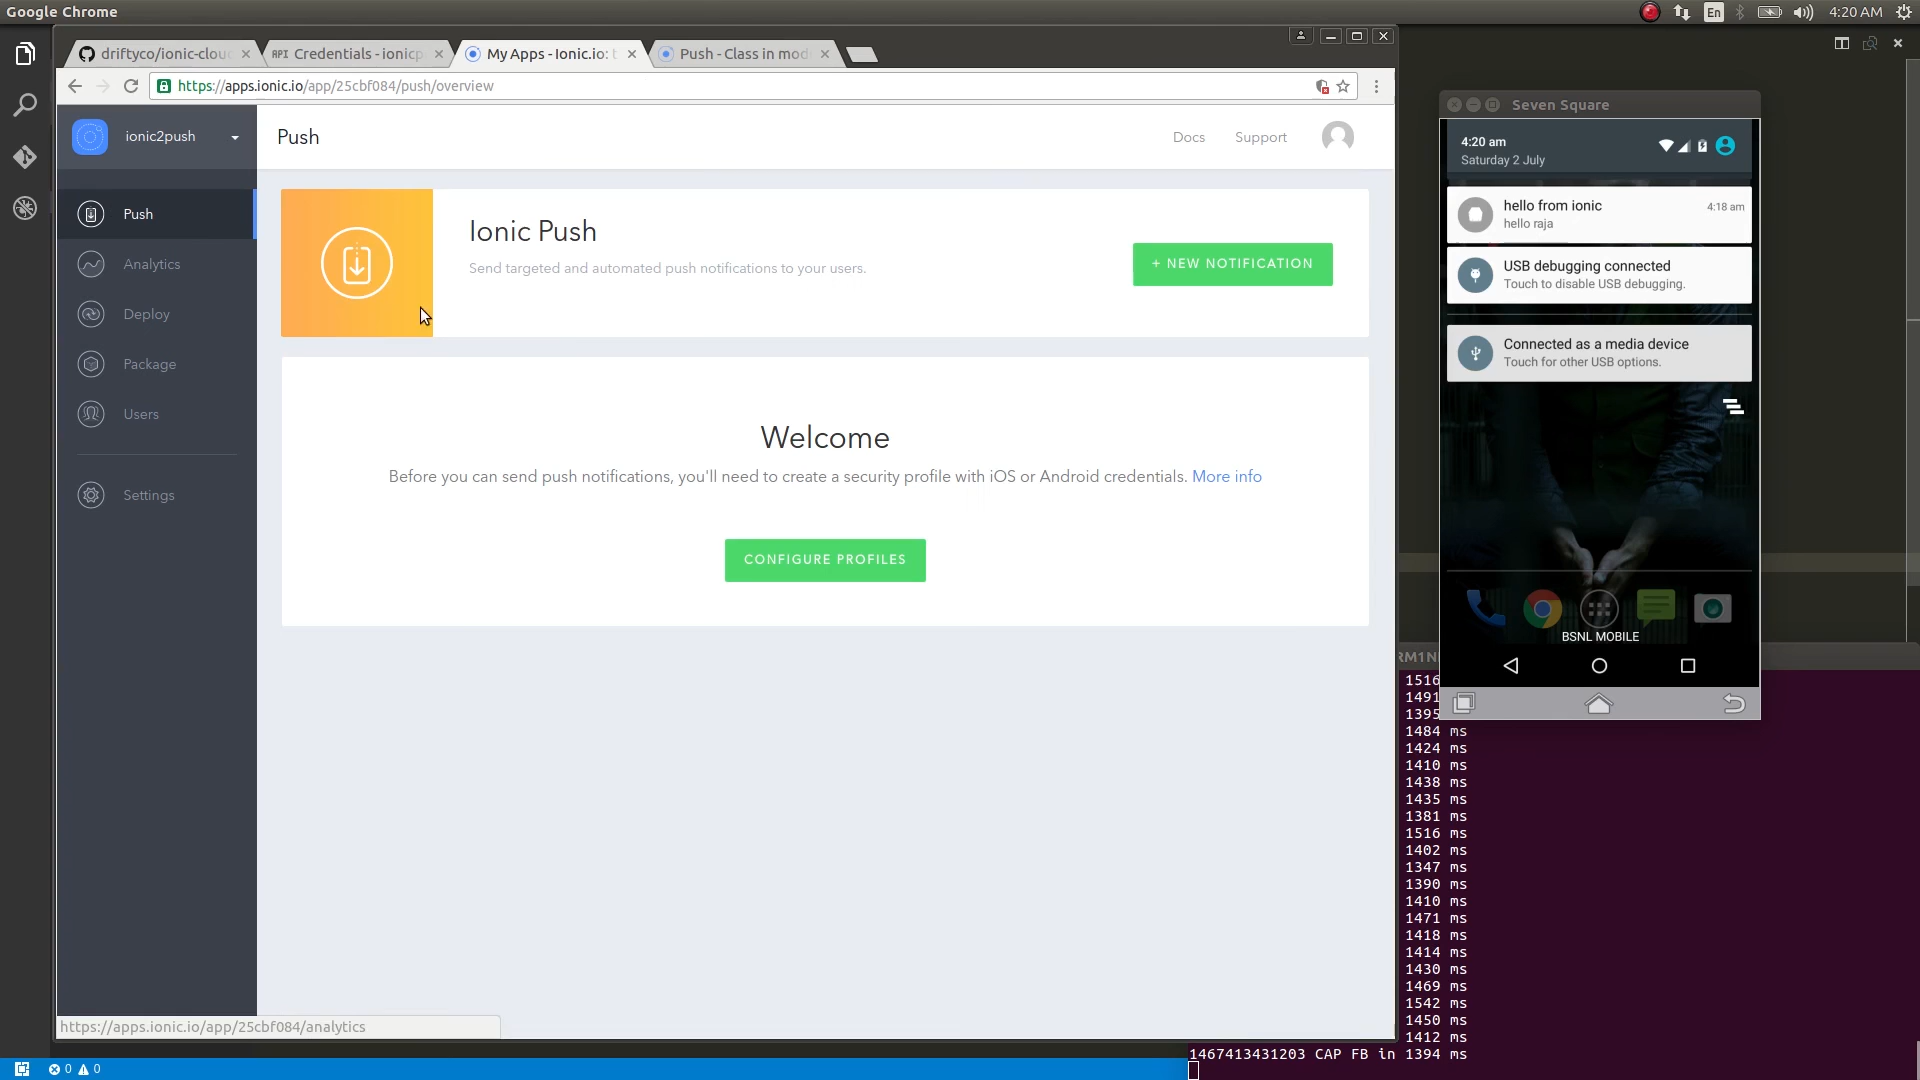 Google Chrome
En
4:20 AM
driftyco/ionic-clou
API Credentials - ionicp
My Apps - Ionic.io: t
Push - Class in mod
https://apps.ionic.io/app/25cbf084/push/overview
ionic2push
Push
Analytics
Deploy
Package
Users
Settings
Push
Docs
Support
Ionic Push
Send targeted and automated push notifications to your users.
+ NEW NOTIFICATION
Welcome
Before you can send push notifications, you'll need to create a security profile with iOS or Android credentials. More info
CONFIGURE PROFILES
https://apps.ionic.io/app/25cbf084/analytics
0 0
Seven Square
4:20 am
Saturday 2 July
hello from ionic
4:18 am
hello raja
USB debugging connected
Touch to disable USB debugging.
Connected as a media device
Touch for other USB options.
BSNL MOBILE
1516
1491
1395
1484 ms
1424 ms
1410 ms
1438 ms
1435 ms
1381 ms
1516 ms
1402 ms
1347 ms
1390 ms
1410 ms
1471 ms
1418 ms
1414 ms
1430 ms
1469 ms
1542 ms
1450 ms
1412 ms
1467413431203 CAP FB in 1394 ms